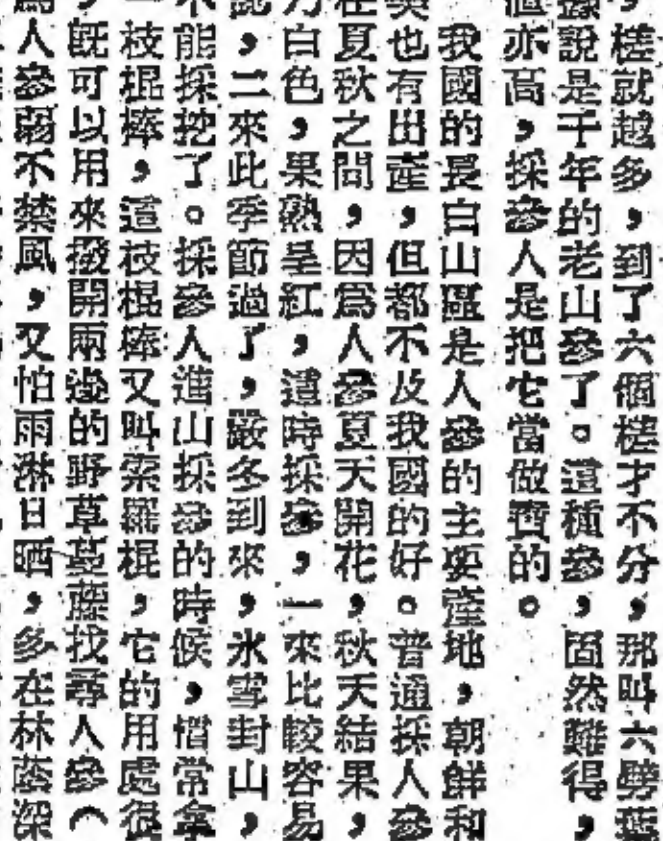 ，槎就越多，到了六個槎才不分，那叫六劈葉
據說是千年的老山參了。這種參，固然難得，
值亦高，採參人是把它當做寶的。
我國的長白山區是人參的主要產地，朝鮮和
也有出產，但都不及我國的好。普通採人參
在夏秋之間，因為人參夏天開花，秋天結果，
乃白色，果熟呈紅，這時採參，一來比較容易
說，二來此季節過了，嚴冬到來，氷雪封山，
不能採挖了。採參人進山採參的時候，慣常拿
枝棍棒，這枝棍棒又叫索羅棍，它的用處很
，既可以用來撥開兩邊的野草蔓藤找尋人參（
為人參弱不禁風，又怕雨淋日晒，多在林蔭深